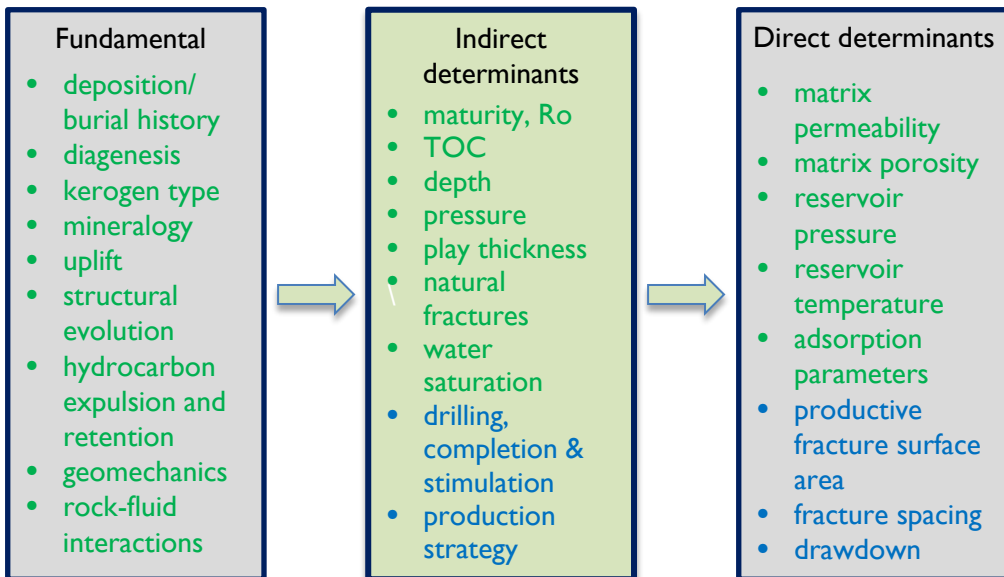 Fundamental
• deposition/
burial history
• diagenesis
• kerogen type
• mineralogy
• uplift
• structural
evolution
• hydrocarbon
expulsion and
retention
• geomechanics
• rock-fluid
interactions
Indirect
determinants
• maturity, Ro
• TOC
• depth
• pressure
• play thickness
• natural
\
fractures
• water
saturation
• drilling,
completion &
stimulation
• production
strategy
Direct determinants
• matrix
permeability
• matrix porosity
• reservoir
pressure
• reservoir
temperature
• adsorption
parameters
• productive
fracture surface
area
• fracture spacing
• drawdown